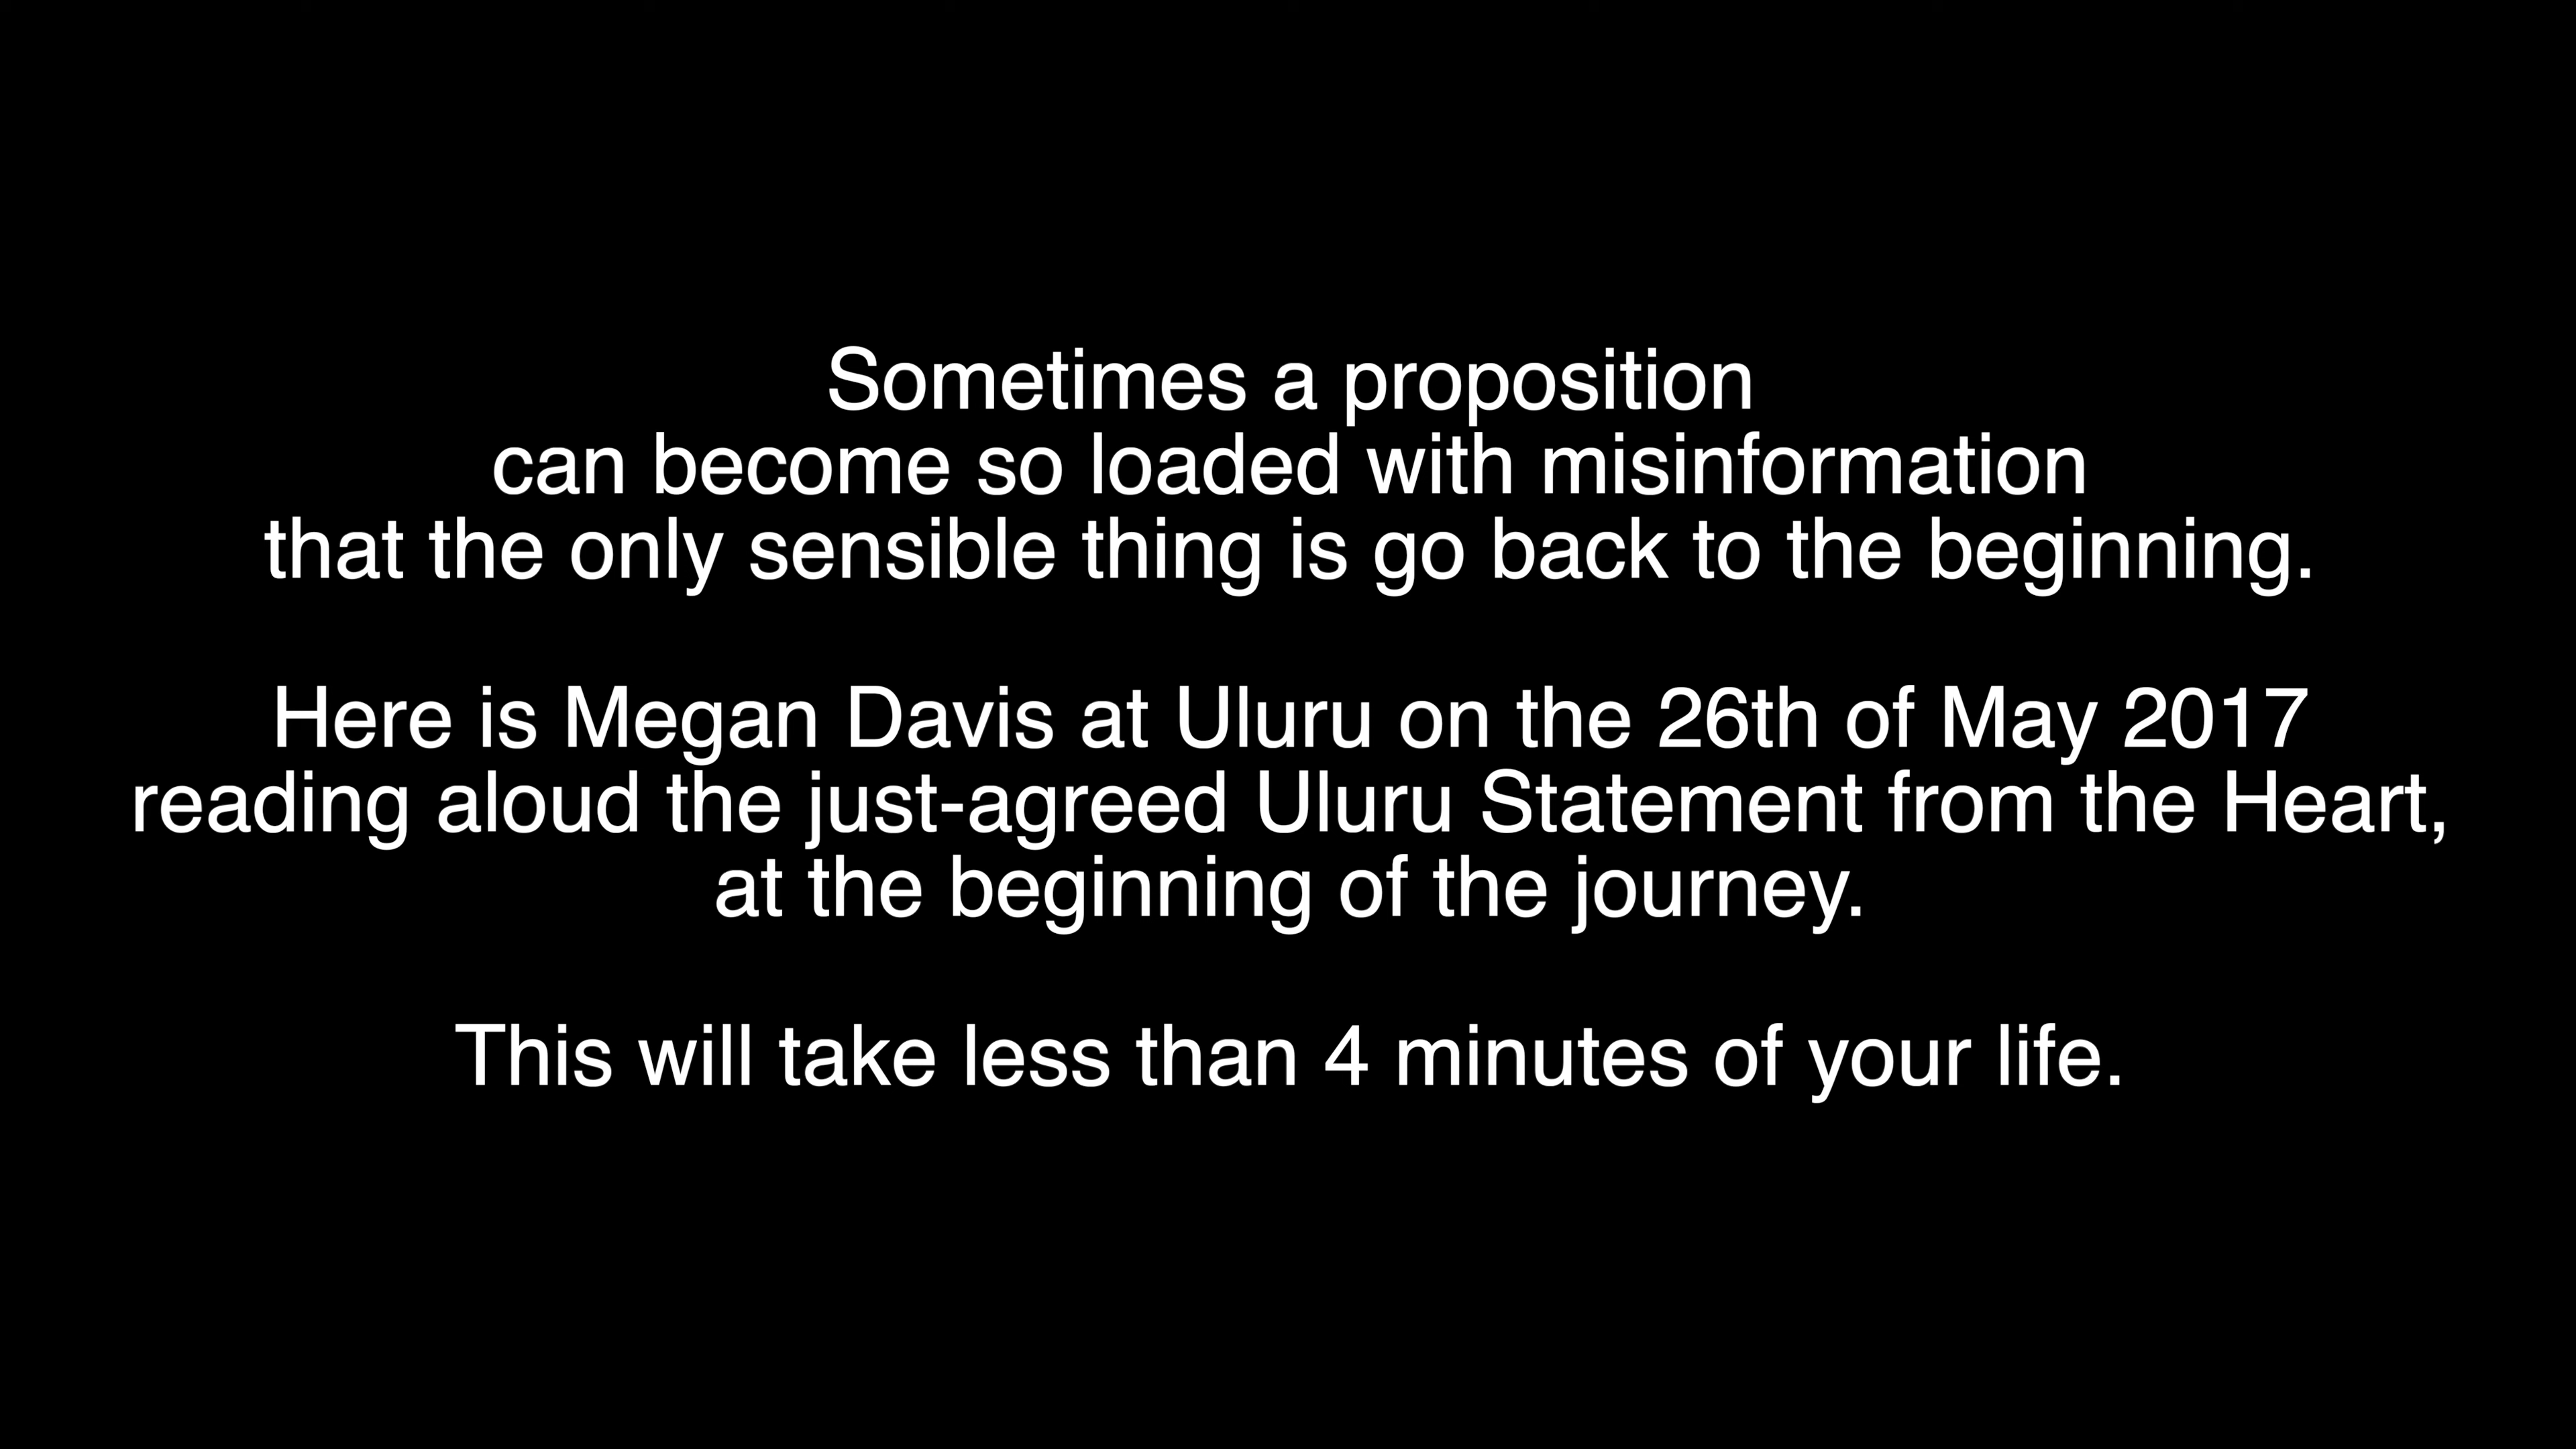 Sometimes a proposition
can become so loaded with misinformation
that the only sensible thing is go back to the beginning.
Here is Megan Davis at Uluru on the 26th of May 2017
reading aloud the just-agreed Uluru Statement from the Heart,
at the beginning of the journey.
This will take less than 4 minutes of your life.